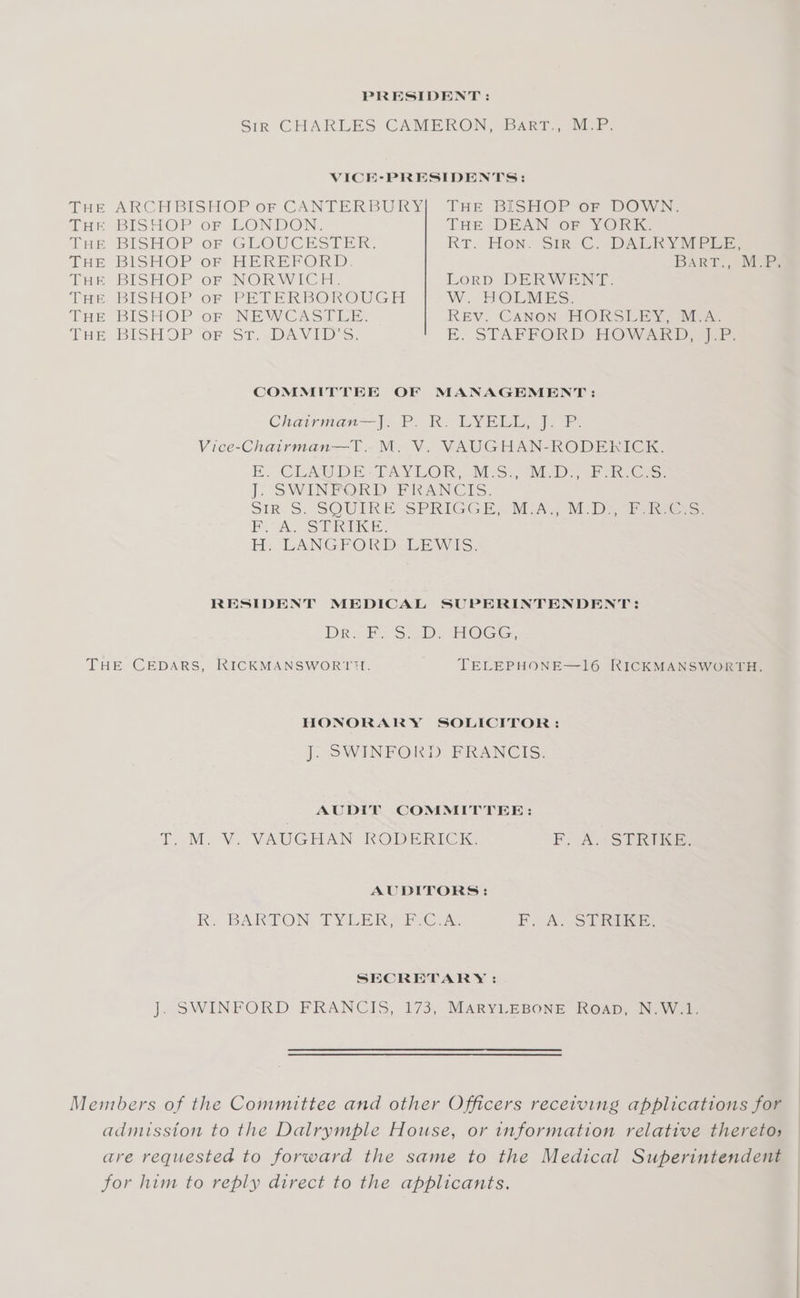 PRESIDENT:
SIR CHARLES CAMERON, BART., M.P.
VICE-PRESIDENTS:
THE ARCHBISHOP OF CANTERBURY
THE BISHOP OF LONDON.
THE BISHOP OF GLOUCESTER.
THE BISHOP OF HEREFORD.
THE BISHOP OF NORWICH.
THE BISHOP OF PETERBOROUGH
THE BISHOP OF NEWCASTLE.
THE BISHOP OF ST. DAVID'S.
THE BISHOP OF DOWN.
THE DEAN OF YORK.
RT. HON. SIR C. DALRYMPLE,
BART., M.P.
LORD DERWENT.
W. HOLMES.
REV. CANON HORSLEY, M.A.
E. STAFFORD HOWARD, J.P.
COMMITTEE OF MANAGEMENT:
Chairman—J. P. R. LYELL, J. P.
Vice-Chairman—T. M. V. VAUGHAN-RODERICK.
E. CLAUDE TAYLOR, M.S., M.D., F.R.C.S.
J. SWINFORD FRANCIS.
SIR S. SQUIRE SPRIGGE, M.A., M.D., F.R.C.S.
F. A. STRIKE.
H. LANGFORD LEWIS.
RESIDENT MEDICAL SUPERINTENDENT:
DR. F. S. D. HOGG,
THE CEDARS, RICKMANSWORTH. TELEPHONE—16 RICKMANSWORTH.
HONORARY SOLICITOR:
J. SWINFORD FRANCIS.
AUDIT COMMITTEE:
T. M. V. VAUGHAN RODERICK. F. A. STRIKE.
AUDITORS:
R. BARTON TYLER, F.C.A. F. A. STRIKE.
SECRETARY:
J. SWINFORD FRANCIS, 173, MARYLEBONE ROAD, N.W.1.
Members of the Committee and other Officers receiving applications for
admission to the Dalrymple House, or information relative thereto,
are requested to forward the same to the Medical Superintendent
for him to reply direct to the applicants.